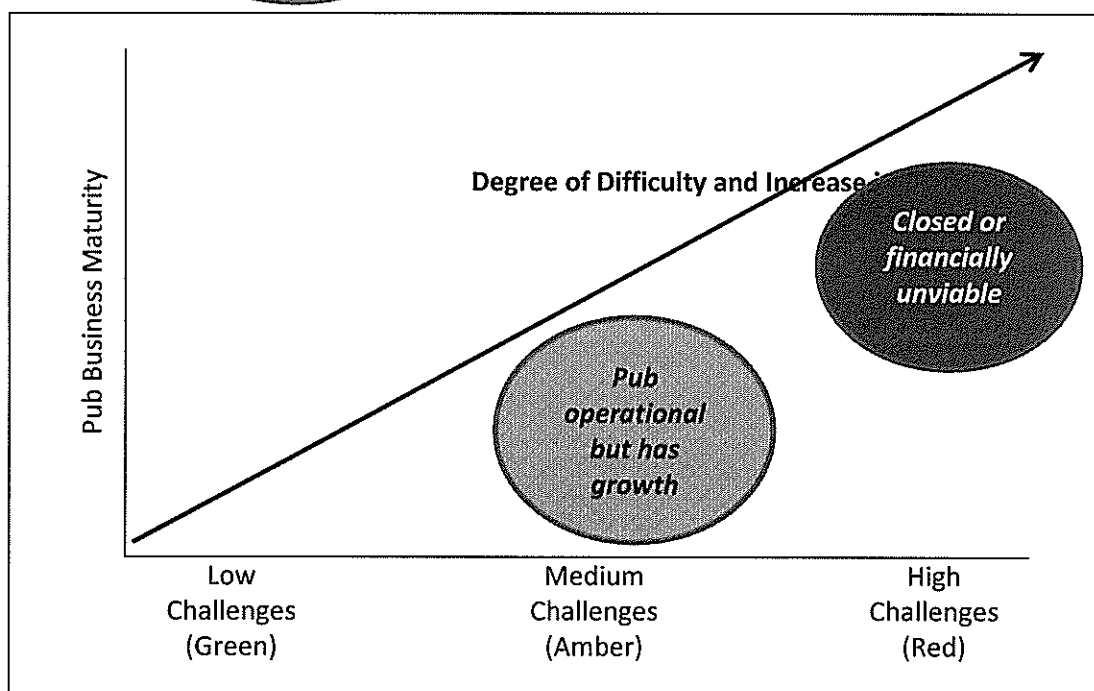 Pub Business Maturity
Degree of Difficulty and Increase
Closed or
financially
unviable
Pub
operational
but has
growth
Low
Challenges
(Green)
Medium
Challenges
(Amber)
High
Challenges
(Red)